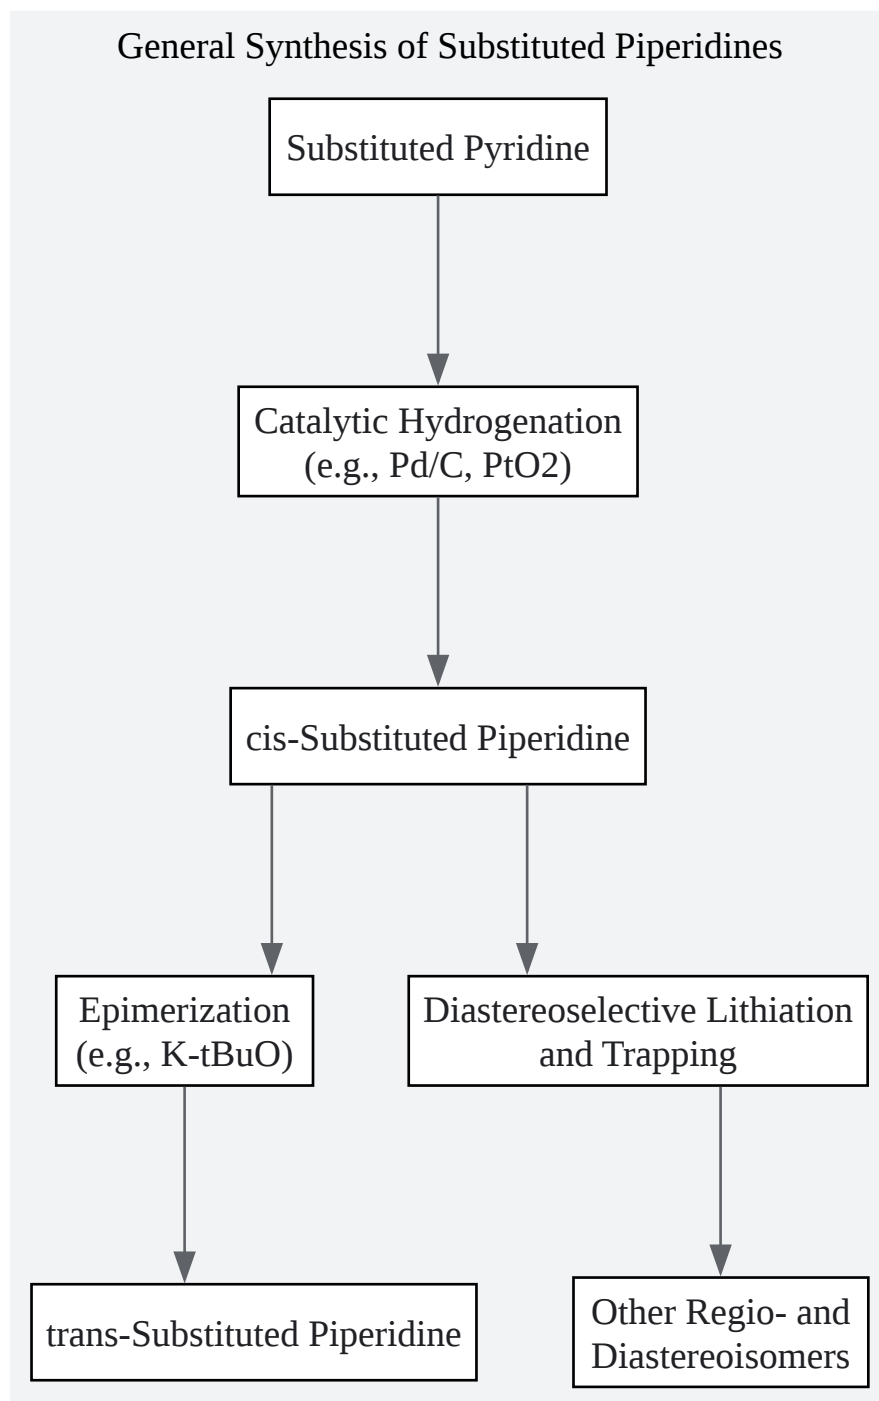 General Synthesis of Substituted Piperidines
Substituted Pyridine
Catalytic Hydrogenation
(e.g., Pd/C, PtO2)
cis-Substituted Piperidine
Epimerization
(e.g., K-tBuO)
Diastereoselective Lithiation
and Trapping
trans-Substituted Piperidine
Other Regio- and
Diastereoisomers